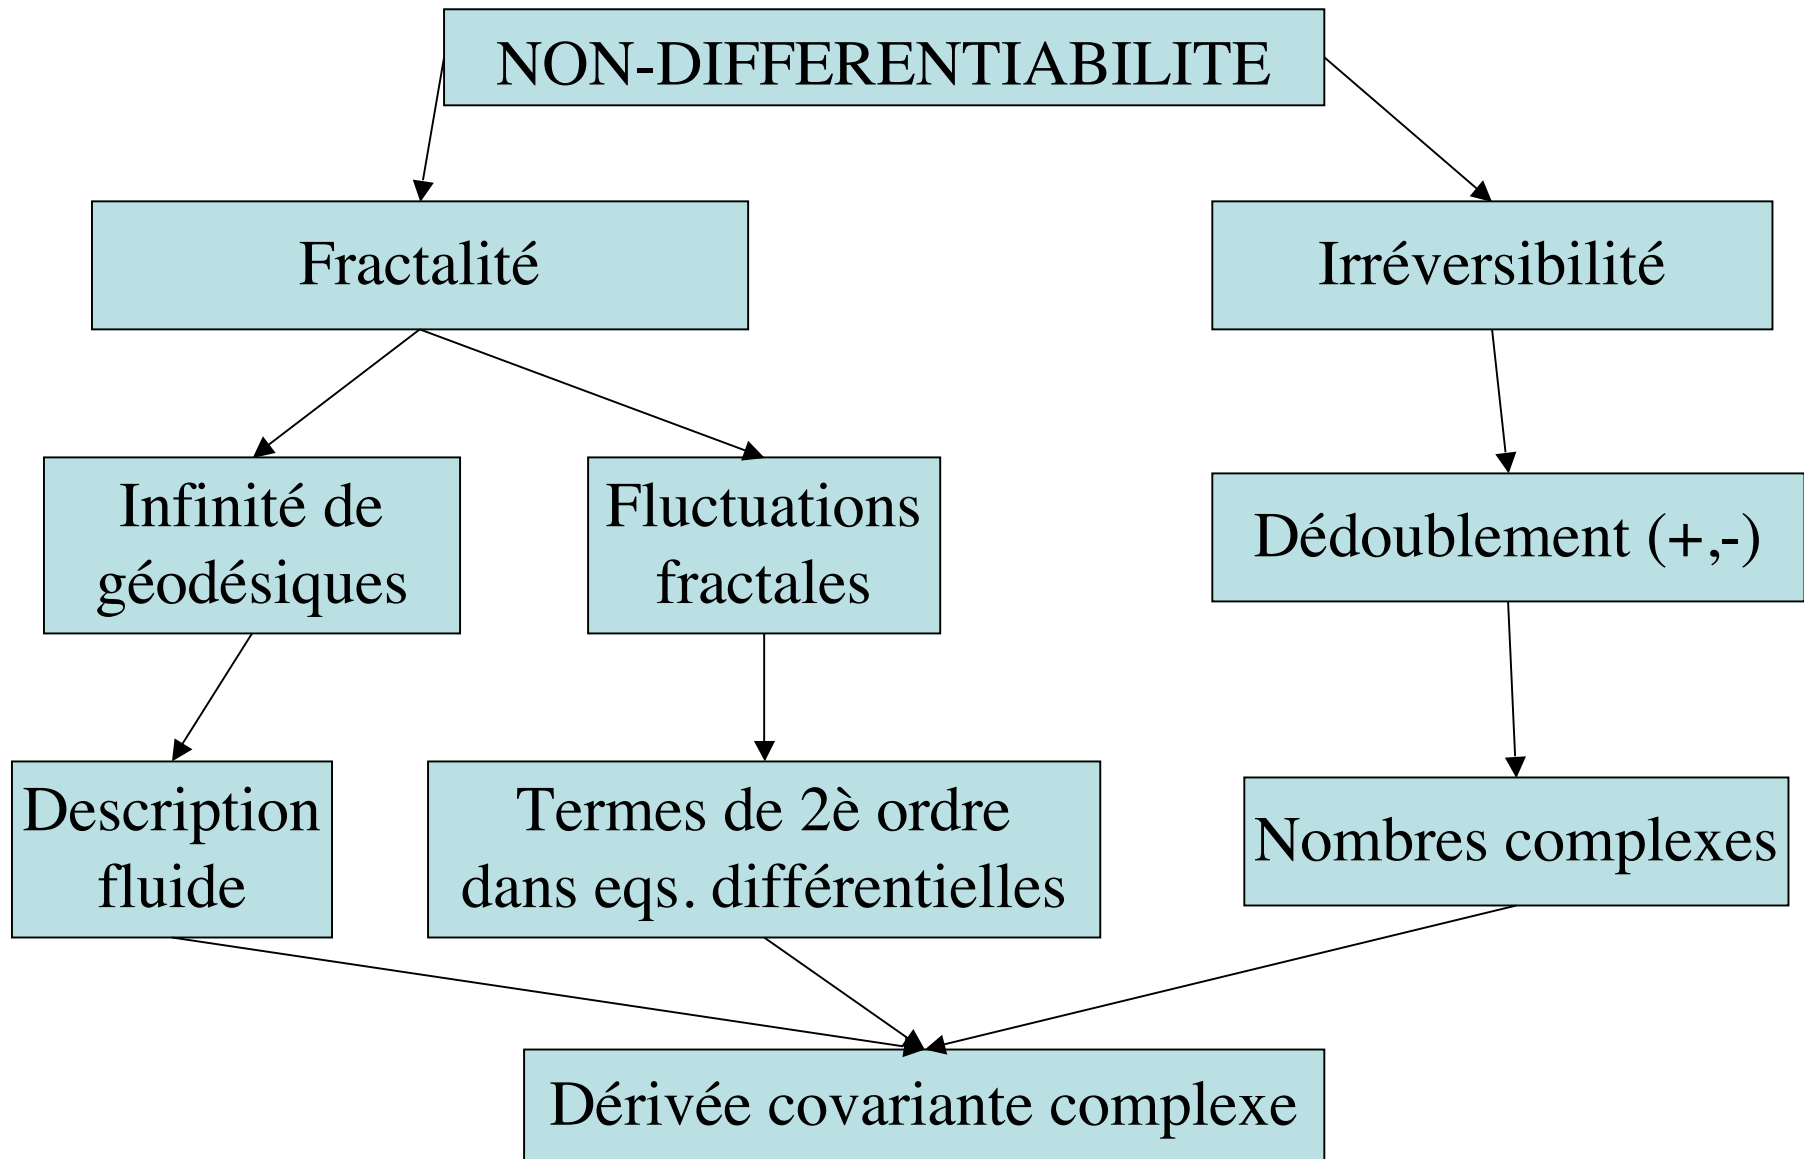 NON-DIFFERENTIABILITE
Fractalité
Irréversibilité
Infinité de
géodésiques
Fluctuations
fractales
Dédoublement (+,-)
Description
fluide
Termes de 2è ordre
dans eqs. différentielles
Nombres complexes
Dérivée covariante complexe